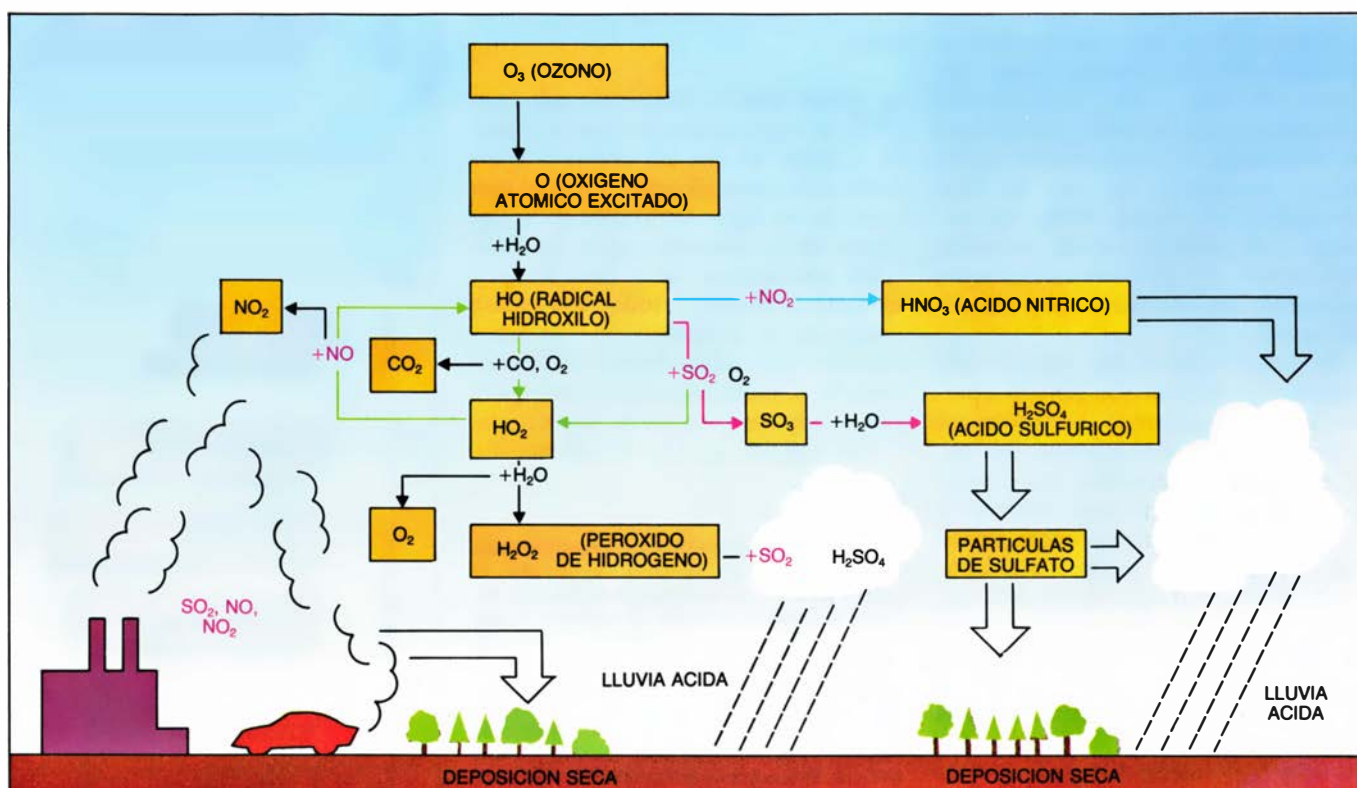 O₃ (OZONO)
O (OXIGENO
ATOMICO EXCITADO)
+H₂O
NO₂
HO (RADICAL
HIDROXILO)
+NO₂
HNO₃ (ACIDO NITRICO)
+NO
CO₂
+CO, O₂
+SO₂ O₂
HO₂
SO₃
+H₂O
H₂SO₄
(ACIDO SULFURICO)
+H₂O
O₂
H₂O₂ (PEROXIDO
DE HIDROGENO)
+SO₂
H₂SO₄
PARTICULAS
DE SULFATO
SO₂, NO,
NO₂
LLUVIA ACIDA
LLUVIA
ACIDA
DEPOSICION SECA
DEPOSICION SECA